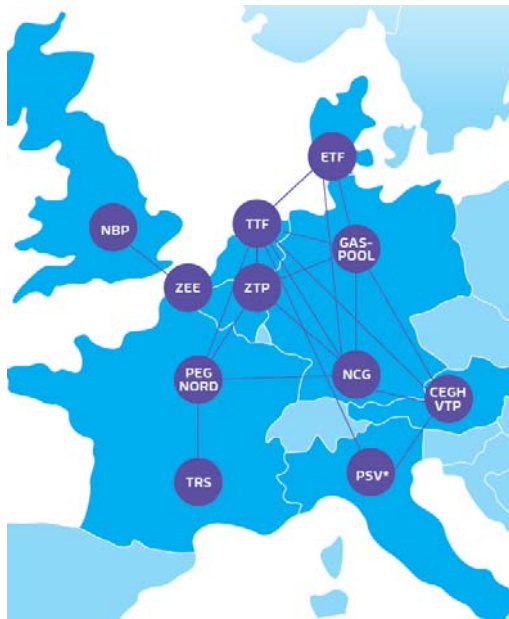 ETF
TTF
NBP
GAS-
POOL
ZEE
ZTP
PEG
NORD
NCG
CEGH
VTP
TRS
PSV*